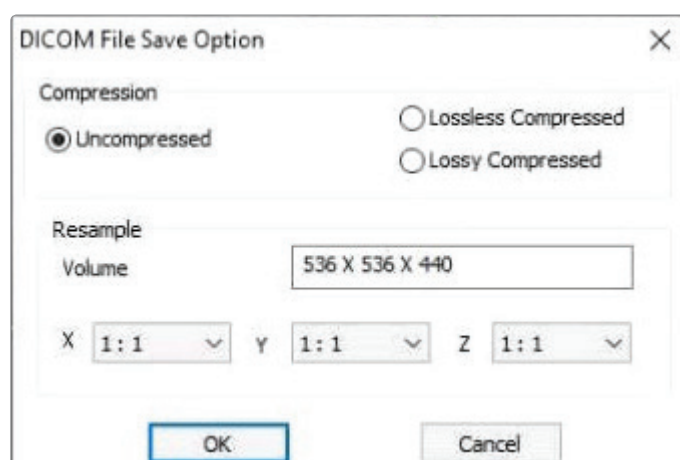 DICOM File Save Option
Compression
Uncompressed
Lossless Compressed
Lossy Compressed
Resample
Volume 536 X 536 X 440
X 1:1 Y 1:1 Z 1:1
OK Cancel